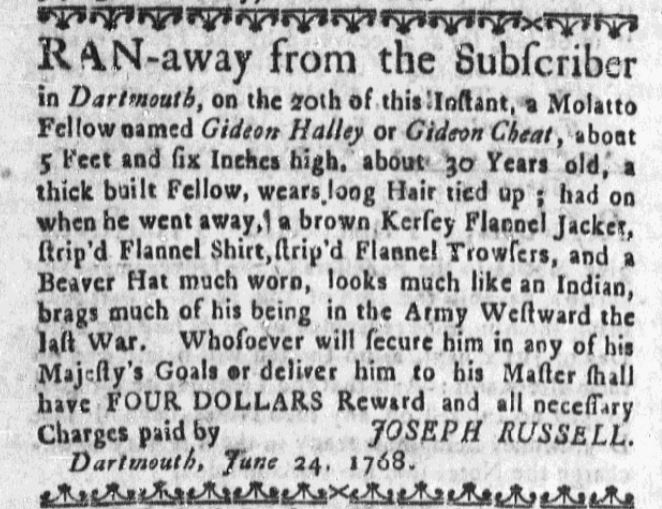 RAN-away from the Subſcriber
in Dartmouth, on the 20th of this Inſtant, a Molatto
Fellow named Gideon Halley or Gideon Cheat, about
5 Feet and ſix Inches high, about 30 Years old, a
thick built Fellow, wears long Hair tied up ; had on
when he went away, a brown Kerſey Flannel Jacket,
ſtrip'd Flannel Shirt, ſtrip'd Flannel Trowſers, and a
Beaver Hat much worn, looks much like an Indian,
brags much of his being in the Army Weſtward the
laſt War. Whoſoever will ſecure him in any of his
Majeſty's Goals or deliver him to his Maſter ſhall
have FOUR DOLLARS Reward and all neceſſary
Charges paid by JOSEPH RUSSELL.
Dartmouth, June 24, 1768.